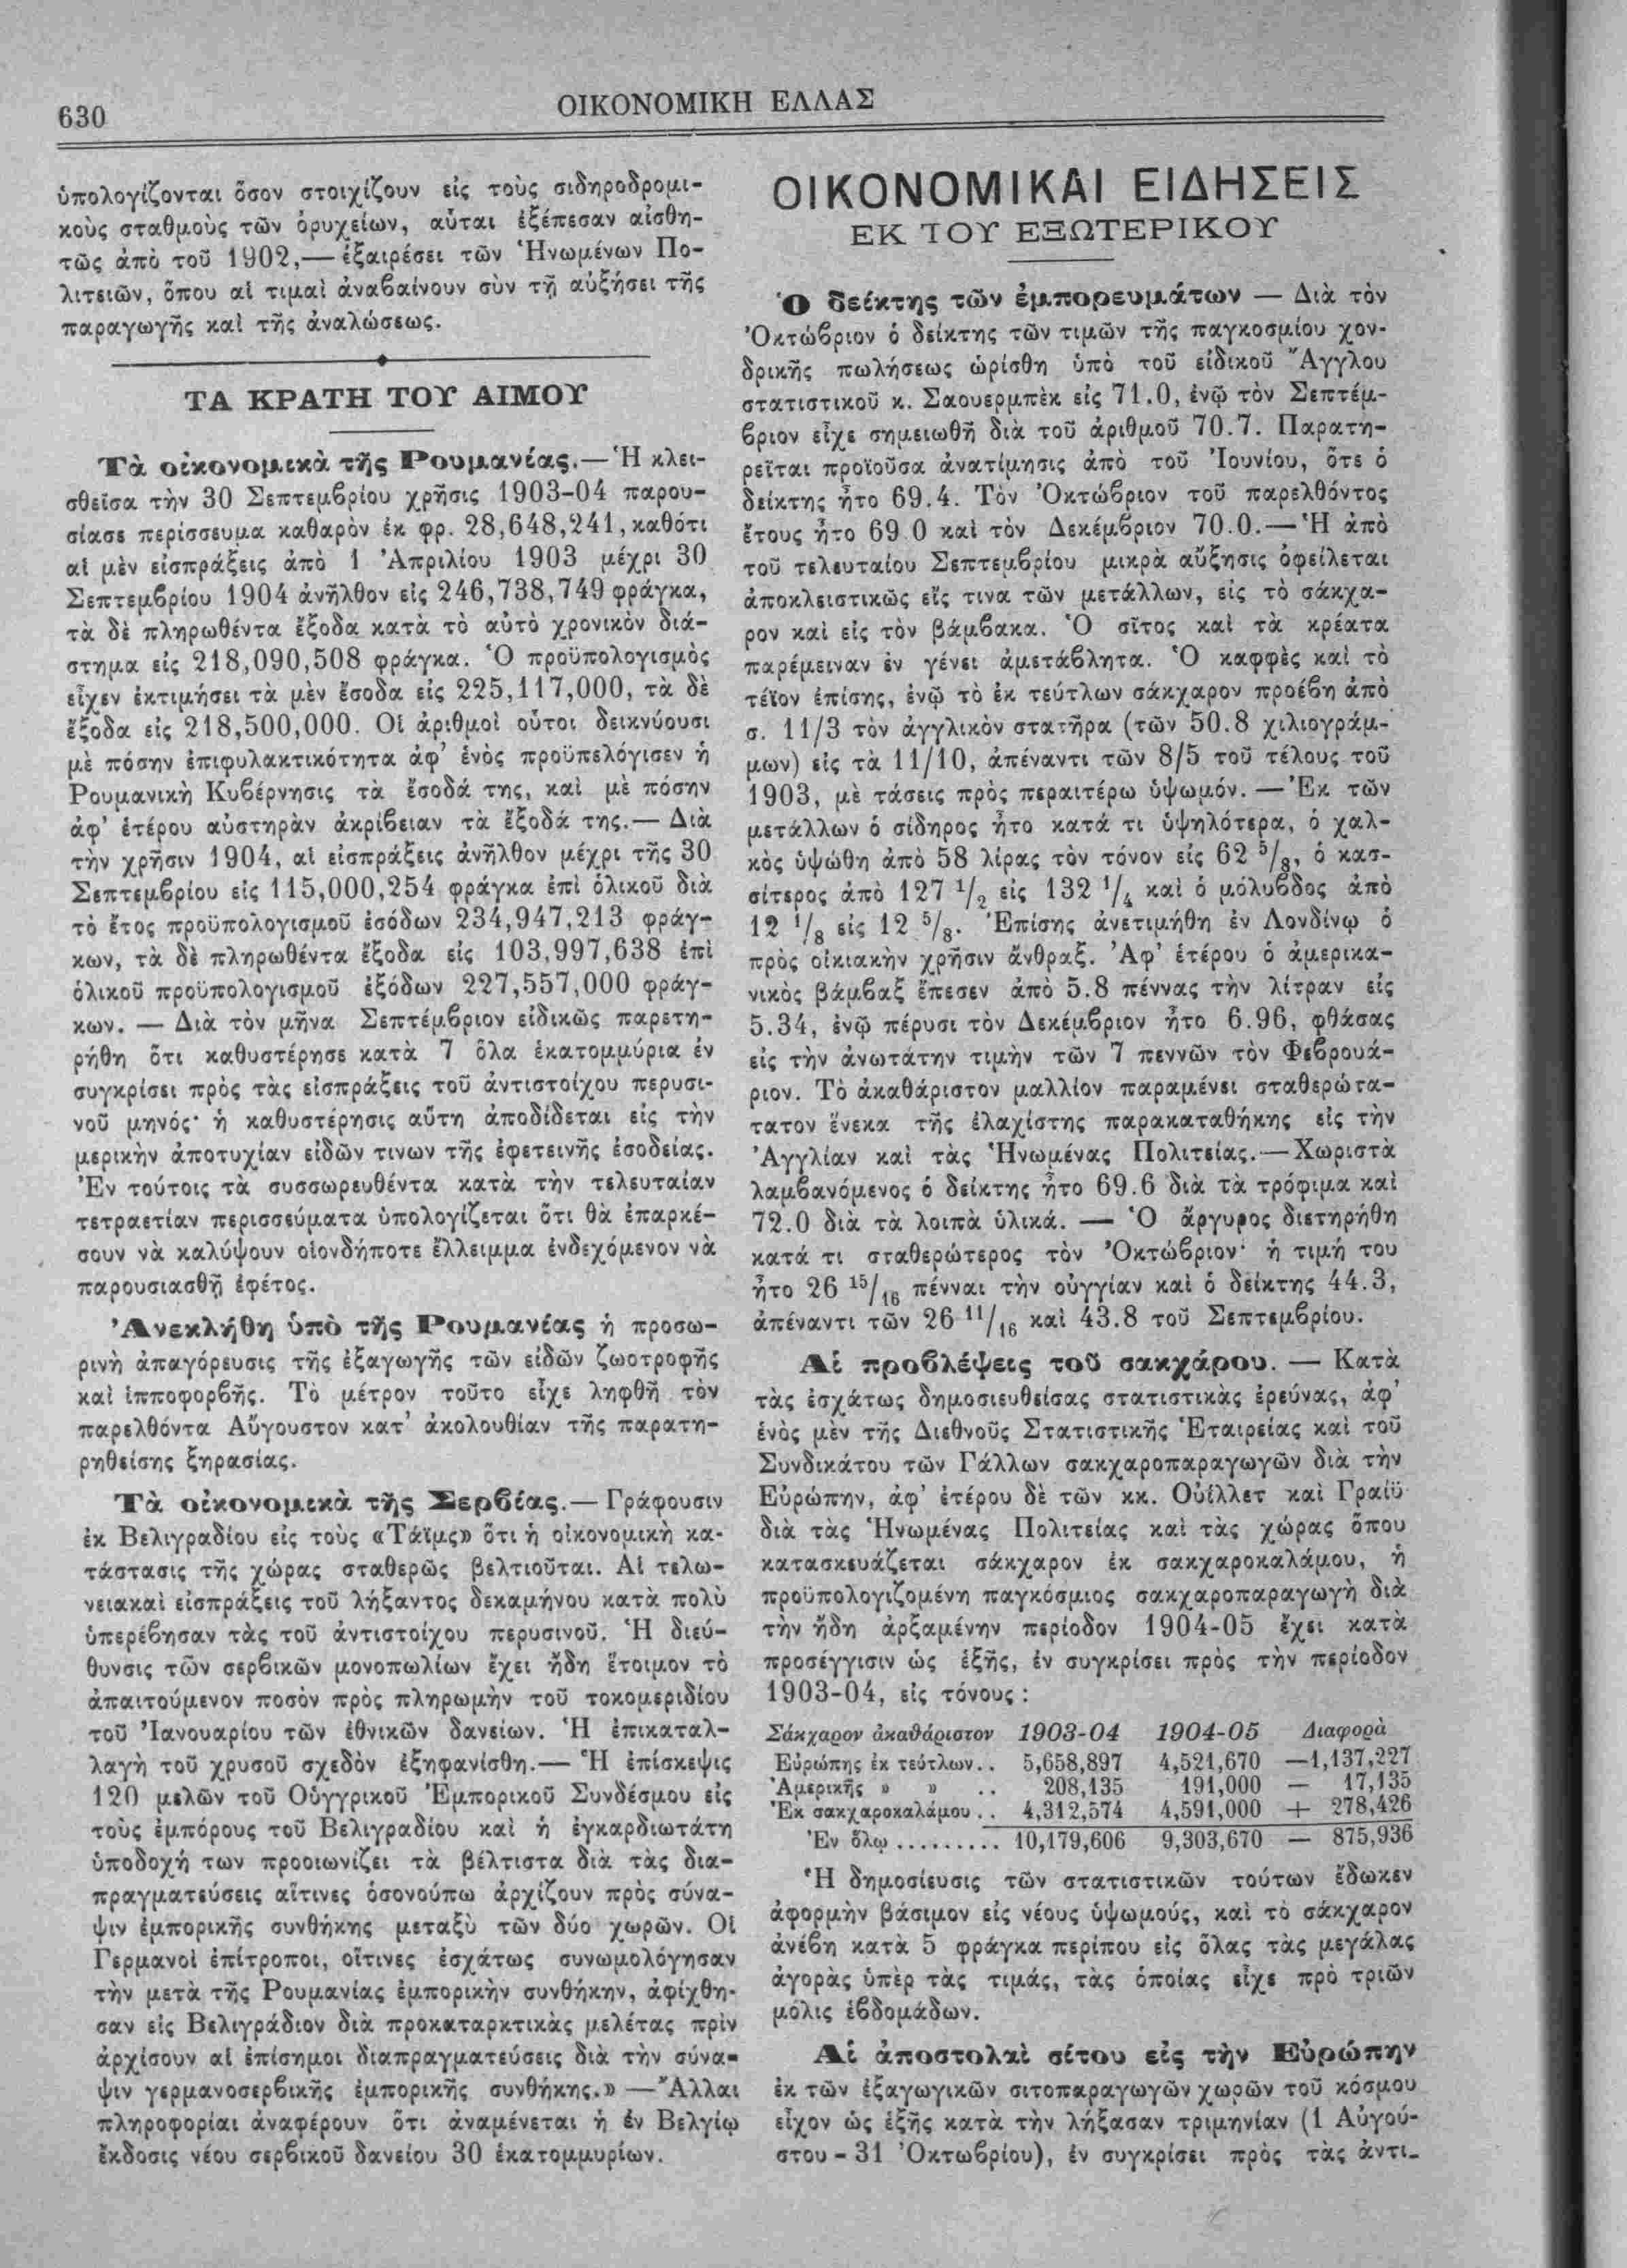 630
ΟΙΚΟΝΟΜΙΚΗ ΕΛΛΑΣ
ὑπολογίζονται ὅσον στοιχίζουν εἰς τοὺς σιδηροδρομι-
κοὺς σταθμοὺς τῶν ὀρυχείων, αὗται ἐξέπεσαν αἰσθη-
τῶς ἀπὸ τοῦ 1902,— ἐξαιρέσει τῶν Ἡνωμένων Πο-
λιτειῶν, ὅπου αἱ τιμαὶ ἀναβαίνουν σὺν τῇ αὐξήσει τῆς
παραγωγῆς καὶ τῆς ἀναλώσεως.
ΤΑ ΚΡΑΤΗ ΤΟΥ ΑΙΜΟΥ
Τὰ οἰκονομικὰ τῆς Ρουμανίας.—Ἡ κλει-
σθεῖσα τὴν 30 Σεπτεμβρίου χρῆσις 1903-04 παρου-
σίασε περίσσευμα καθαρὸν ἐκ φρ. 28,648,241, καθότι
αἱ μὲν εἰσπράξεις ἀπὸ 1 Ἀπριλίου 1903 μέχρι 30
Σεπτεμβρίου 1904 ἀνῆλθον εἰς 246,738,749 φράγκα,
τὰ δὲ πληρωθέντα ἔξοδα κατὰ τὸ αὐτὸ χρονικὸν διά-
στημα εἰς 218,090,508 φράγκα. Ὁ προϋπολογισμὸς
εἶχεν ἐκτιμήσει τὰ μὲν ἔσοδα εἰς 225,117,000, τὰ δὲ
ἔξοδα εἰς 218,500,000. Οἱ ἀριθμοὶ οὗτοι δεικνύουσι
μὲ πόσην ἐπιφυλακτικότητα ἀφ’ ἑνὸς προϋπελόγισεν ἡ
Ρουμανικὴ Κυβέρνησις τὰ ἔσοδά της, καὶ μὲ πόσην
ἀφ’ ἑτέρου αὐστηρὰν ἀκρίβειαν τὰ ἔξοδά της.— Διὰ
τὴν χρῆσιν 1904, αἱ εἰσπράξεις ἀνῆλθον μέχρι τῆς 30
Σεπτεμβρίου εἰς 115,000,254 φράγκα ἐπὶ ὁλικοῦ διὰ
τὸ ἔτος προϋπολογισμοῦ ἐσόδων 234,947,213 φράγ-
κων, τὰ δὲ πληρωθέντα ἔξοδα εἰς 103,997,638 ἐπὶ
ὁλικοῦ προϋπολογισμοῦ ἐξόδων 227,557,000 φράγ-
κων. — Διὰ τὸν μῆνα Σεπτέμβριον εἰδικῶς παρετη-
ρήθη ὅτι καθυστέρησε κατὰ 7 ὅλα ἑκατομμύρια ἐν
συγκρίσει πρὸς τὰς εἰσπράξεις τοῦ ἀντιστοίχου περυσι-
νοῦ μηνός· ἡ καθυστέρησις αὕτη ἀποδίδεται εἰς τὴν
μερικὴν ἀποτυχίαν εἰδῶν τινων τῆς ἐφετεινῆς ἐσοδείας.
Ἐν τούτοις τὰ συσσωρευθέντα κατὰ τὴν τελευταίαν
τετραετίαν περισσεύματα ὑπολογίζεται ὅτι θὰ ἐπαρκέ-
σουν νὰ καλύψουν οἱονδήποτε ἔλλειμμα ἐνδεχόμενον νὰ
παρουσιασθῇ ἐφέτος.
Ἀνεκλήθη ὑπὸ τῆς Ρουμανίας ἡ προσω-
ρινὴ ἀπαγόρευσις τῆς ἐξαγωγῆς τῶν εἰδῶν ζωοτροφῆς
καὶ ἱπποφορβῆς. Τὸ μέτρον τοῦτο εἶχε ληφθῆ τὸν
παρελθόντα Αὔγουστον κατ’ ἀκολουθίαν τῆς παρατη-
ρηθείσης ξηρασίας.
Τὰ οἰκονομικὰ τῆς Σερβίας.— Γράφουσιν
ἐκ Βελιγραδίου εἰς τοὺς «Τάϊμς» ὅτι ἡ οἰκονομικὴ κα-
τάστασις τῆς χώρας σταθερῶς βελτιοῦται. Αἱ τελω-
νειακαὶ εἰσπράξεις τοῦ λήξαντος δεκαμήνου κατὰ πολὺ
ὑπερέβησαν τὰς τοῦ ἀντιστοίχου περυσινοῦ. Ἡ διεύ-
θυνσις τῶν σερβικῶν μονοπωλίων ἔχει ἤδη ἕτοιμον τὸ
ἀπαιτούμενον ποσὸν πρὸς πληρωμὴν τοῦ τοκομεριδίου
τοῦ Ἰανουαρίου τῶν ἐθνικῶν δανείων. Ἡ ἐπικαταλ-
λαγὴ τοῦ χρυσοῦ σχεδὸν ἐξηφανίσθη.— Ἡ ἐπίσκεψις
120 μελῶν τοῦ Οὑγγρικοῦ Ἐμπορικοῦ Συνδέσμου εἰς
τοὺς ἐμπόρους τοῦ Βελιγραδίου καὶ ἡ ἐγκαρδιωτάτη
ὑποδοχή των προοιωνίζει τὰ βέλτιστα διὰ τὰς δια-
πραγματεύσεις αἵτινες ὁσονούπω ἀρχίζουν πρὸς σύνα-
ψιν ἐμπορικῆς συνθήκης μεταξὺ τῶν δύο χωρῶν. Οἱ
Γερμανοὶ ἐπίτροποι, οἵτινες ἐσχάτως συνωμολόγησαν
τὴν μετὰ τῆς Ρουμανίας ἐμπορικὴν συνθήκην, ἀφίχθη-
σαν εἰς Βελιγράδιον διὰ προκαταρκτικὰς μελέτας πρὶν
ἀρχίσουν αἱ ἐπίσημοι διαπραγματεύσεις διὰ τὴν σύνα-
ψιν γερμανοσερβικῆς ἐμπορικῆς συνθήκης.» —Ἄλλαι
πληροφορίαι ἀναφέρουν ὅτι ἀναμένεται ἡ ἐν Βελγίῳ
ἔκδοσις νέου σερβικοῦ δανείου 30 ἑκατομμυρίων.
ΟΙΚΟΝΟΜΙΚΑΙ ΕΙΔΗΣΕΙΣ
ΕΚ ΤΟΥ ΕΞΩΤΕΡΙΚΟΥ
Ὁ δείκτης τῶν ἐμπορευμάτων — Διὰ τὸν
Ὀκτώβριον ὁ δείκτης τῶν τιμῶν τῆς παγκοσμίου χον-
δρικῆς πωλήσεως ὡρίσθη ὑπὸ τοῦ εἰδικοῦ Ἄγγλου
στατιστικοῦ κ. Σαουερμπὲκ εἰς 71.0, ἐνῷ τὸν Σεπτέμ-
βριον εἶχε σημειωθῆ διὰ τοῦ ἀριθμοῦ 70.7. Παρατη-
ρεῖται προϊοῦσα ἀνατίμησις ἀπὸ τοῦ Ἰουνίου, ὅτε ὁ
δείκτης ἦτο 69.4. Τὸν Ὀκτώβριον τοῦ παρελθόντος
ἔτους ἦτο 69.0 καὶ τὸν Δεκέμβριον 70.0.—Ἡ ἀπὸ
τοῦ τελευταίου Σεπτεμβρίου μικρὰ αὔξησις ὀφείλεται
ἀποκλειστικῶς εἴς τινα τῶν μετάλλων, εἰς τὸ σάκχα-
ρον καὶ εἰς τὸν βάμβακα. Ὁ σῖτος καὶ τὰ κρέατα
παρέμειναν ἐν γένει ἀμετάβλητα. Ὁ καφφὲς καὶ τὸ
τέϊον ἐπίσης, ἐνῷ τὸ ἐκ τεύτλων σάκχαρον προέβη ἀπὸ
σ. 11/3 τὸν ἀγγλικὸν στατῆρα (τῶν 50.8 χιλιογράμ-
μων) εἰς τὰ 11/10, ἀπέναντι τῶν 8/5 τοῦ τέλους τοῦ
1903, μὲ τάσεις πρὸς περαιτέρω ὑψωμόν. —Ἐκ τῶν
μετάλλων ὁ σίδηρος ἦτο κατά τι ὑψηλότερα, ὁ χαλ-
κὸς ὑψώθη ἀπὸ 58 λίρας τὸν τόνον εἰς 62 5/8, ὁ κασ-
σίτερος ἀπὸ 127 1/2 εἰς 132 1/4 καὶ ὁ μόλυβδος ἀπὸ
12 1/8 εἰς 12 5/8. Ἐπίσης ἀνετιμήθη ἐν Λονδίνῳ ὁ
πρὸς οἰκιακὴν χρῆσιν ἄνθραξ. Ἀφ’ ἑτέρου ὁ ἀμερικα-
νικὸς βάμβαξ ἔπεσεν ἀπὸ 5.8 πέννας τὴν λίτραν εἰς
5.34, ἐνῷ πέρυσι τὸν Δεκέμβριον ἦτο 6.96, φθάσας
εἰς τὴν ἀνωτάτην τιμὴν τῶν 7 πεννῶν τὸν Φεβρουά-
ριον. Τὸ ἀκαθάριστον μαλλίον παραμένει σταθερώτα-
τατον ἕνεκα τῆς ἐλαχίστης παρακαταθήκης εἰς τὴν
Ἀγγλίαν καὶ τὰς Ἡνωμένας Πολιτείας.—Χωριστὰ
λαμβανόμενος ὁ δείκτης ἦτο 69.6 διὰ τὰ τρόφιμα καὶ
72.0 διὰ τὰ λοιπὰ ὑλικά. — Ὁ ἄργυρος διετηρήθη
κατά τι σταθερώτερος τὸν Ὀκτώβριον· ἡ τιμή του
ἦτο 26 15/16 πένναι τὴν οὐγγίαν καὶ ὁ δείκτης 44.3,
ἀπέναντι τῶν 26 11/16 καὶ 43.8 τοῦ Σεπτεμβρίου.
Αἱ προβλέψεις τοῦ σακχάρου. — Κατὰ
τὰς ἐσχάτως δημοσιευθείσας στατιστικὰς ἐρεύνας, ἀφ’
ἑνὸς μὲν τῆς Διεθνοῦς Στατιστικῆς Ἑταιρείας καὶ τοῦ
Συνδικάτου τῶν Γάλλων σακχαροπαραγωγῶν διὰ τὴν
Εὐρώπην, ἀφ’ ἑτέρου δὲ τῶν κκ. Οὐΐλλετ καὶ Γραίϋ
διὰ τὰς Ἡνωμένας Πολιτείας καὶ τὰς χώρας ὅπου
κατασκευάζεται σάκχαρον ἐκ σακχαροκαλάμου, ἡ
προϋπολογιζομένη παγκόσμιος σακχαροπαραγωγὴ διὰ
τὴν ἤδη ἀρξαμένην περίοδον 1904-05 ἔχει κατὰ
προσέγγισιν ὡς ἑξῆς, ἐν συγκρίσει πρὸς τὴν περίοδον
1903-04, εἰς τόνους :
Σάκχαρον ἀκαθάριστον 1903-04 1904-05 Διαφορὰ
Εὐρώπης ἐκ τεύτλων.. 5,658,897 4,521,670 —1,137,227
Ἀμερικῆς » » .. 208,135 191,000 — 17,135
Ἐκ σακχαροκαλάμου.. 4,312,574 4,591,000 + 278,426
Ἐν ὅλῳ.......... 10,179,606 9,303,670 — 875,936
Ἡ δημοσίευσις τῶν στατιστικῶν τούτων ἔδωκεν
ἀφορμὴν βάσιμον εἰς νέους ὑψωμούς, καὶ τὸ σάκχαρον
ἀνέβη κατὰ 5 φράγκα περίπου εἰς ὅλας τὰς μεγάλας
ἀγορὰς ὑπὲρ τὰς τιμάς, τὰς ὁποίας εἶχε πρὸ τριῶν
μόλις ἑβδομάδων.
Αἱ ἀποστολαὶ σίτου εἰς τὴν Εὐρώπην
ἐκ τῶν ἐξαγωγικῶν σιτοπαραγωγῶν χωρῶν τοῦ κόσμου
εἶχον ὡς ἑξῆς κατὰ τὴν λήξασαν τριμηνίαν (1 Αὐγού-
στου - 31 Ὀκτωβρίου), ἐν συγκρίσει πρὸς τὰς ἀντι-